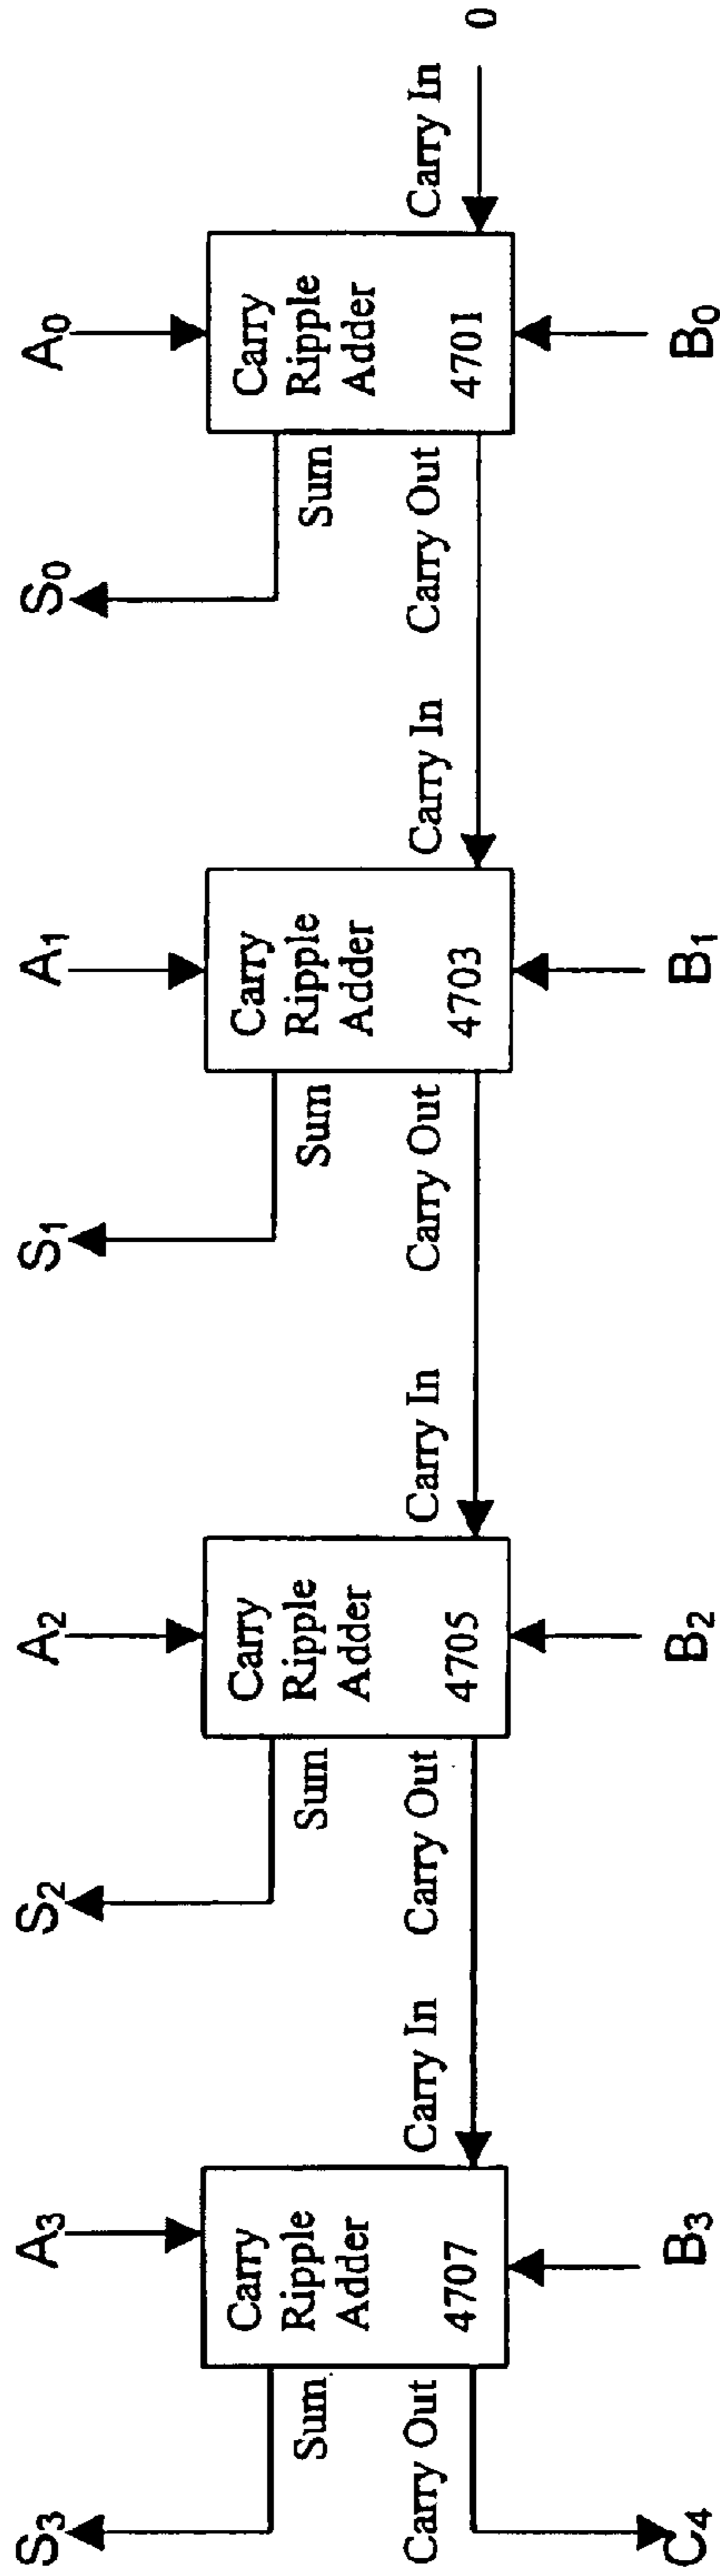 S3
A3
S2
A2
S1
A1
S0
A0
Carry
Ripple
Adder
4707
Carry
Ripple
Adder
4705
Carry
Ripple
Adder
4703
Carry
Ripple
Adder
4701
Sum
Sum
Sum
Sum
Carry Out
Carry In
Carry Out
Carry In
Carry Out
Carry In
Carry Out
Carry In
0
C4
B3
B2
B1
B0